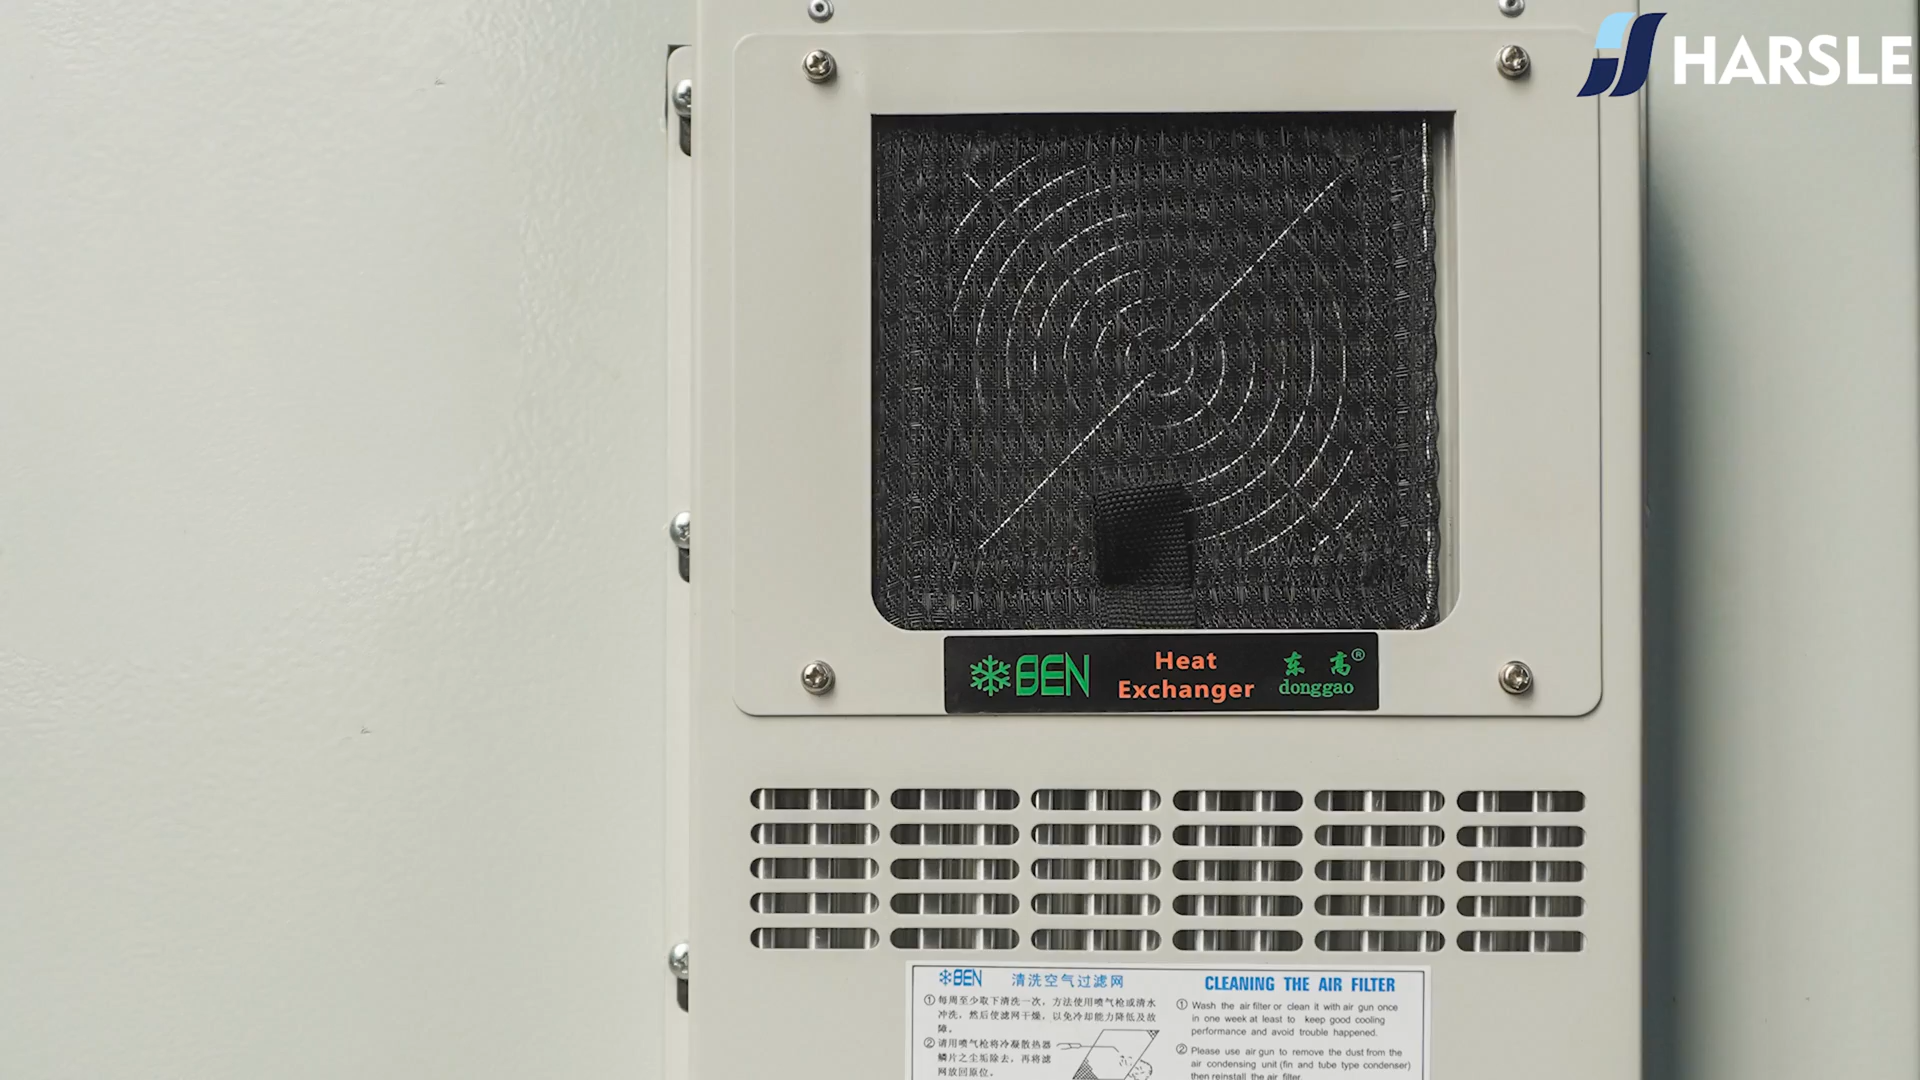 HARSLE
BEN
Heat
Exchanger
东高®
donggao
BEN
清洗空气过滤网
①每周至少取下清洗一次，方法使用喷气枪或清水
冲洗，然后使滤网干燥，以免冷却能力降低及故
障。
②请用喷气枪将冷凝散热器
鳞片之尘垢除去，再将滤
网放回原位。
CLEANING THE AIR FILTER
① Wash the air filter or clean it with air gun once
in one week at least to keep good cooling
performance and avoid trouble happened.
② Please use air gun to remove the dust from the
air condensing unit (fin and tube type condenser)
then reinstall the air filter.